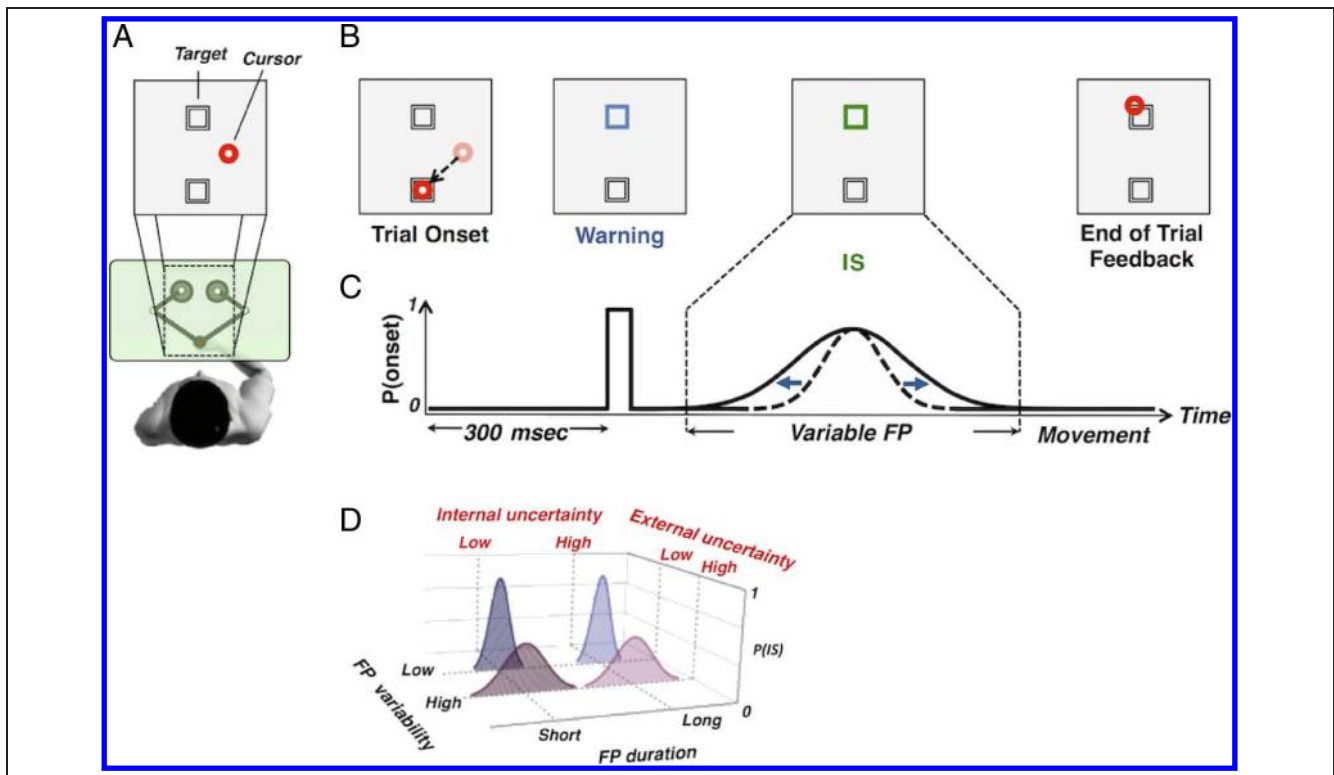 A
Target
Cursor
B
Trial Onset
Warning
IS
End of Trial
Feedback
C
P(onset)
1
0
300 msec
Variable FP
Movement
Time
D
Internal uncertainty
External uncertainty
Low
High
Low
High
1
P(IS)
0
Low
High
FP variability
Short
Long
FP duration